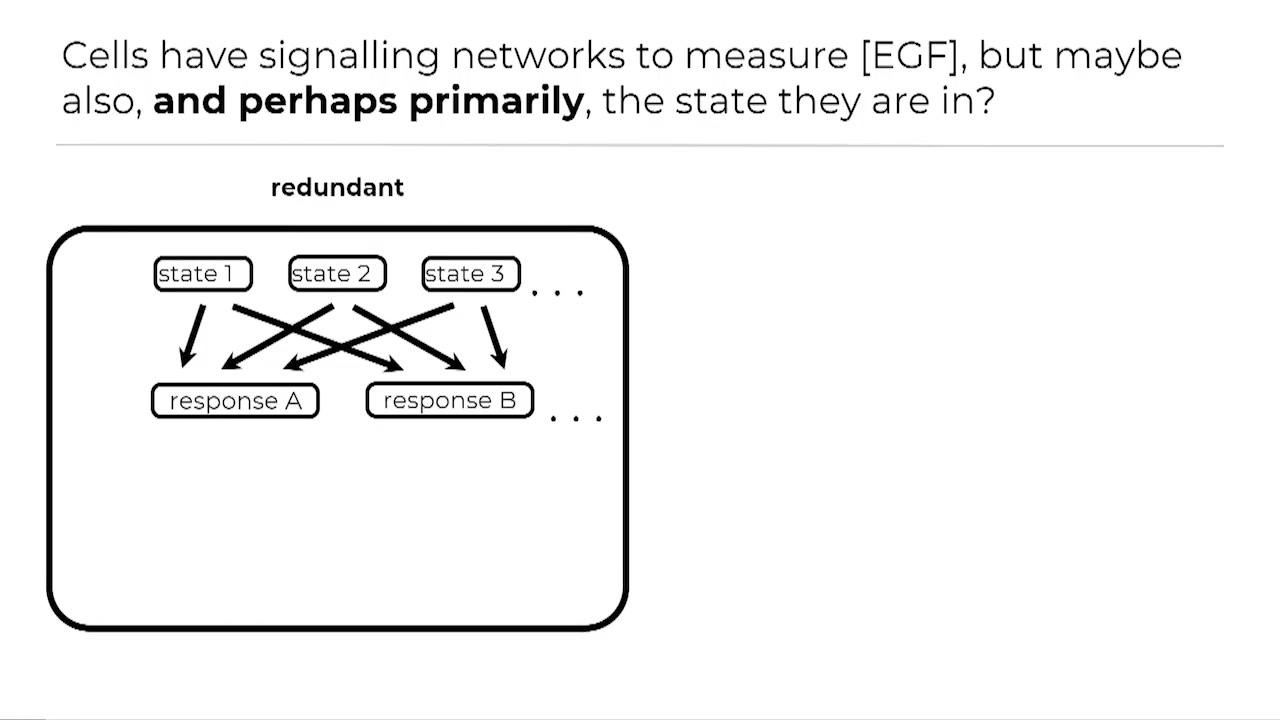 Cells have signalling networks to measure [EGF], but maybe
also, and perhaps primarily, the state they are in?
redundant
state 1 state 2 state 3 . . .
response A response B . . .